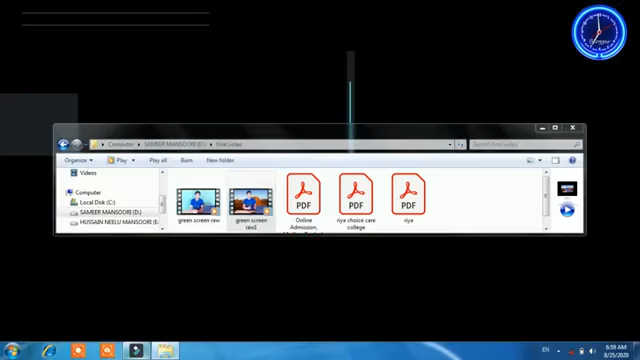 Blogger
Computer
SAMEER MANSOORI (D:)
Final video
Search final video
Organize
Play
Play all
Burn
New folder
Videos
Computer
Local Disk (C:)
SAMEER MANSOORI (D:)
HUSSAIN NEELU MANSOORI (E:
green screen raw
green screen
raw1
PDF
Online
Admission,
PDF
riya choice care
college
PDF
riya
EN
6:59 AM
8/25/2020